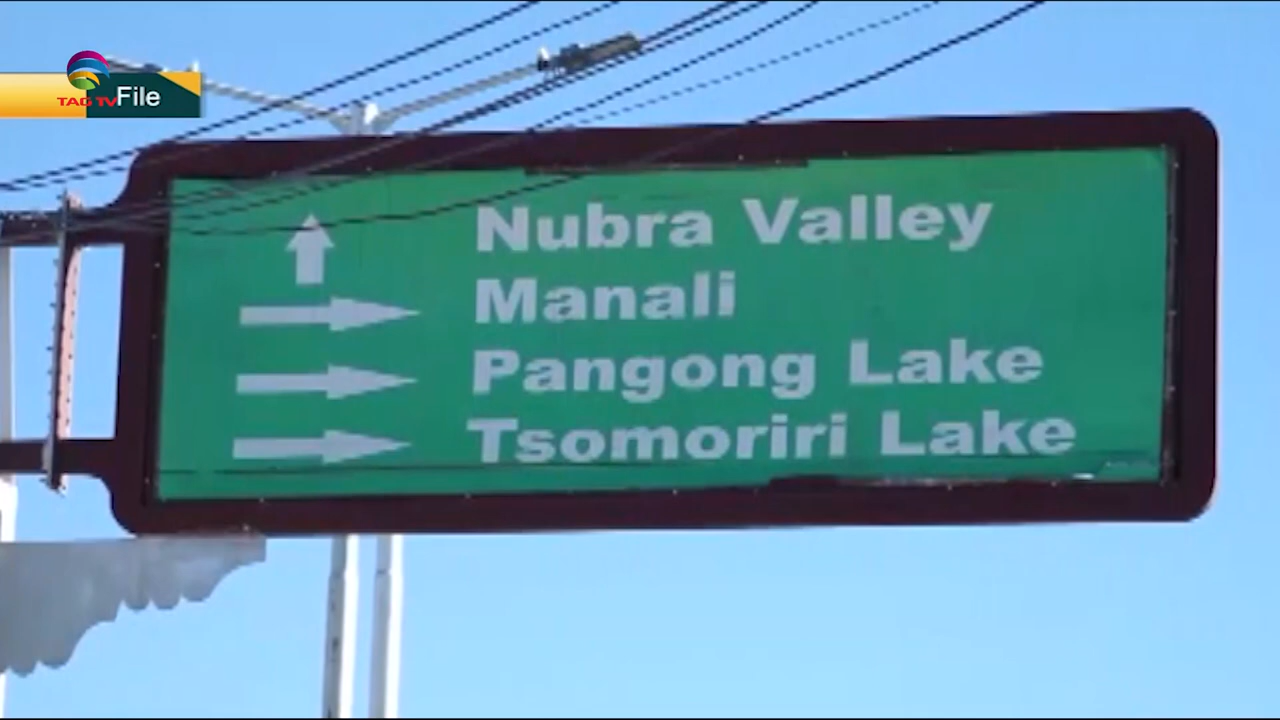 TAG TV File
Nubra Valley
Manali
Pangong Lake
Tsomoriri Lake